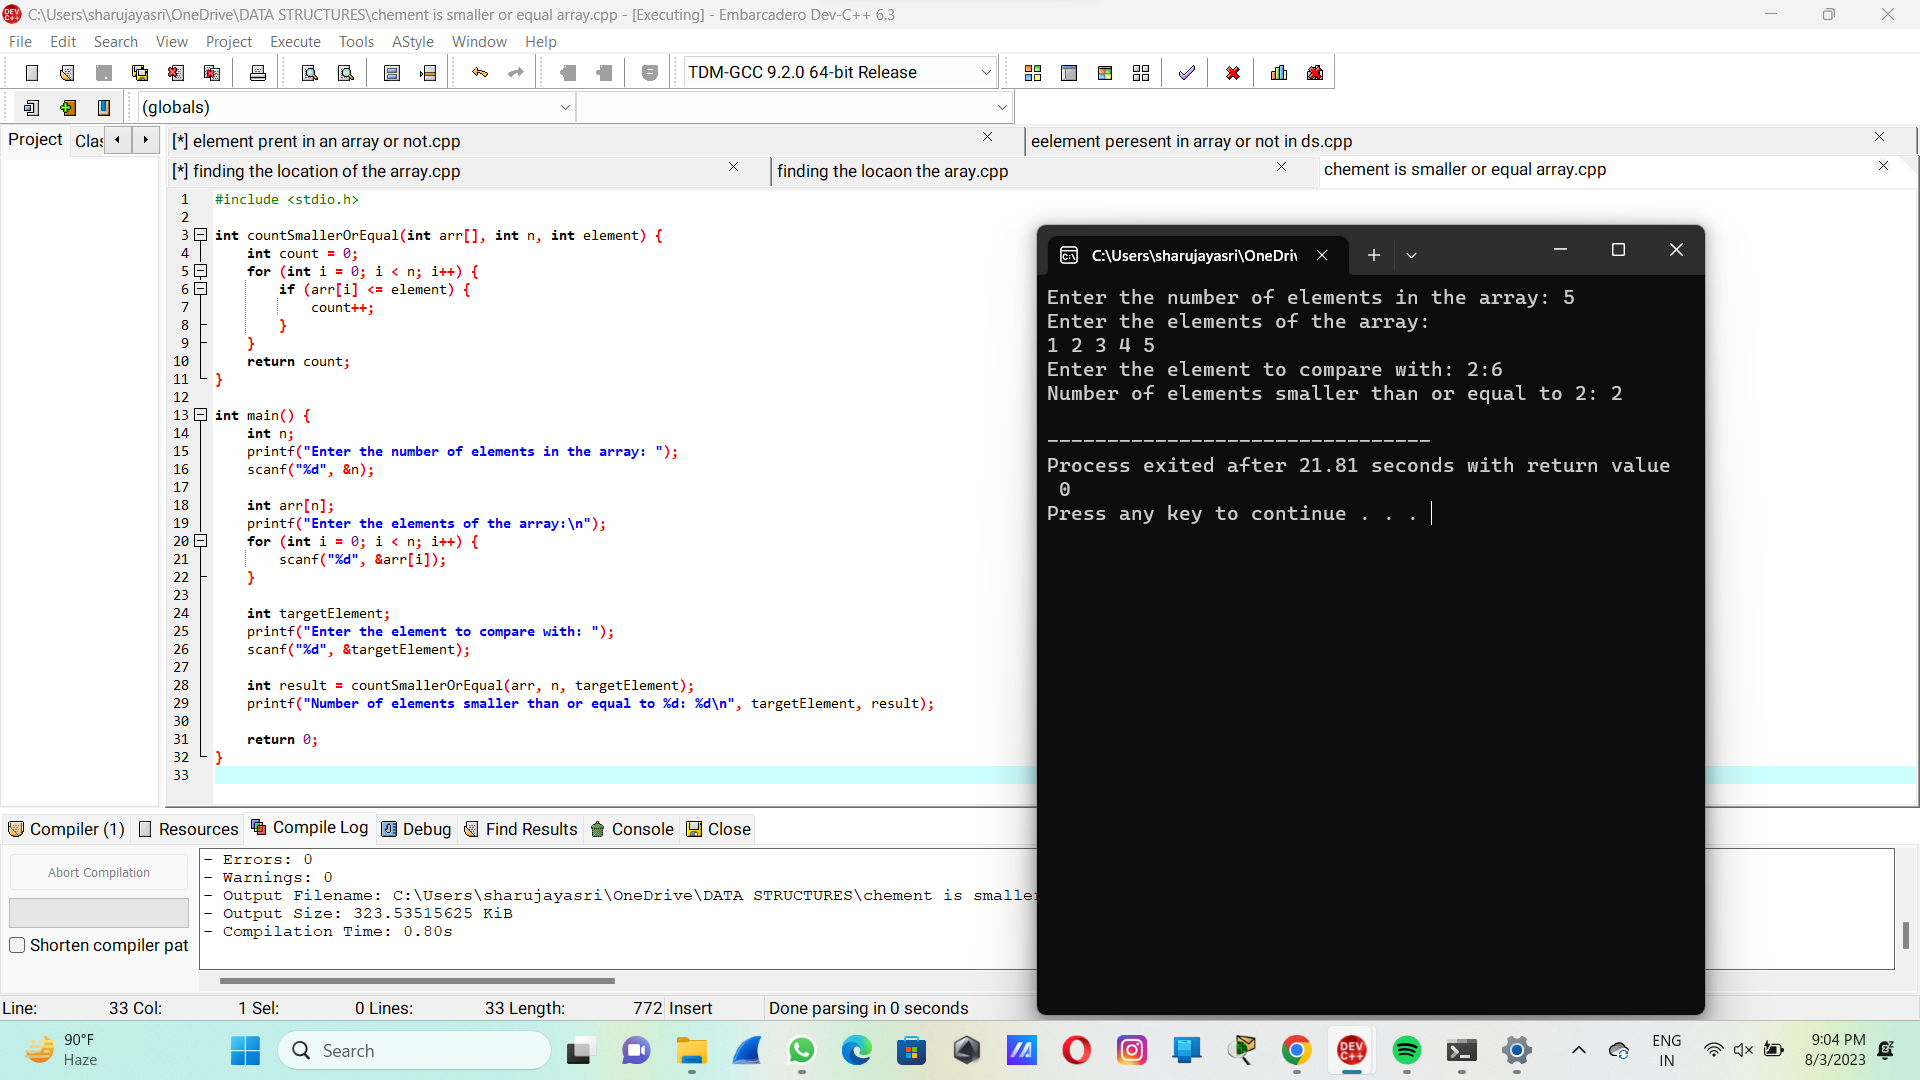 C:\Users\sharujayasri\OneDrive\DATA STRUCTURES\chement is smaller or equal array.cpp - [Executing] - Embarcadero Dev-C++ 6.3
File Edit Search View Project Execute Tools AStyle Window Help
TDM-GCC 9.2.0 64-bit Release
(globals)
Project Clas
[*] element prent in an array or not.cpp
eelement peresent in array or not in ds.cpp
[*] finding the location of the array.cpp
finding the locaon the aray.cpp
chement is smaller or equal array.cpp
1 #include <stdio.h>
2
3 int countSmallerOrEqual(int arr[], int n, int element) {
4 int count = 0;
5 for (int i = 0; i < n; i++) {
6 if (arr[i] <= element) {
7 count++;
8 }
9 }
10 return count;
11 }
12
13 int main() {
14 int n;
15 printf("Enter the number of elements in the array: ");
16 scanf("%d", &n);
17
18 int arr[n];
19 printf("Enter the elements of the array:\n");
20 for (int i = 0; i < n; i++) {
21 scanf("%d", &arr[i]);
22 }
23
24 int targetElement;
25 printf("Enter the element to compare with: ");
26 scanf("%d", &targetElement);
27
28 int result = countSmallerOrEqual(arr, n, targetElement);
29 printf("Number of elements smaller than or equal to %d: %d\n", targetElement, result);
30
31 return 0;
32 }
33
C:\Users\sharujayasri\OneDriv
Enter the number of elements in the array: 5
Enter the elements of the array:
1 2 3 4 5
Enter the element to compare with: 2:6
Number of elements smaller than or equal to 2: 2
--------------------------------
Process exited after 21.81 seconds with return value
0
Press any key to continue . . .
Compiler (1) Resources Compile Log Debug Find Results Console Close
Abort Compilation
Shorten compiler pat
- Errors: 0
- Warnings: 0
- Output Filename: C:\Users\sharujayasri\OneDrive\DATA STRUCTURES\chement is smaller
- Output Size: 323.53515625 KiB
- Compilation Time: 0.80s
Line: 33 Col: 1 Sel: 0 Lines: 33 Length: 772 Insert Done parsing in 0 seconds
90°F
Haze
Search
DEV C++
ENG
IN
9:04 PM
8/3/2023